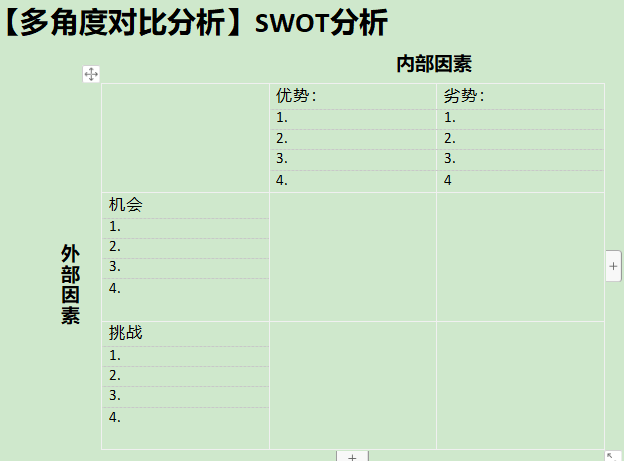 【多角度对比分析】SWOT分析
内部因素
优势：
1.
2.
3.
4.
劣势：
1.
2.
3.
4
外部因素
机会
1.
2.
3.
4.
挑战
1.
2.
3.
4.